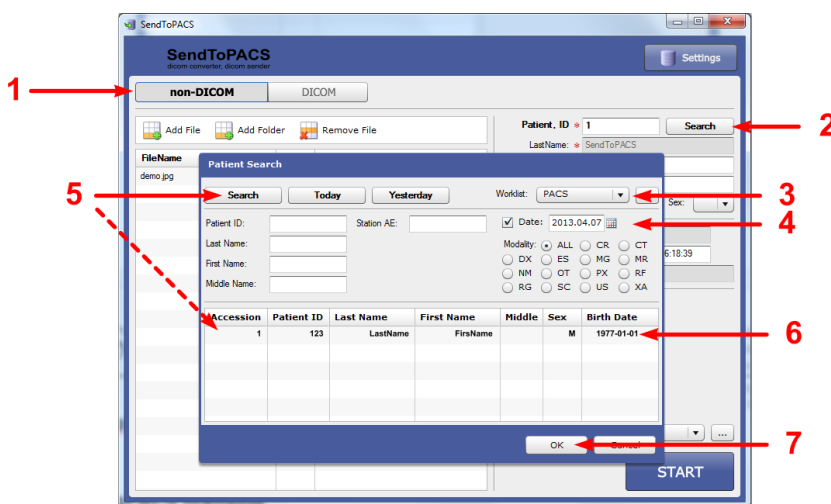 SendToPACS
SendToPACS
dicom convertor, dicom sender
Settings
1
non-DICOM DICOM
Add File Add Folder Remove File
Patient, ID * 1 Search
2
LastName: * SendToPACS
FileName
demo.jpg
Patient Search
5
Search Today Yesterday Worklist: PACS
3
Sex:
Patient ID: Station AE: Date: 2013.04.07
4
Last Name:
First Name:
Middle Name:
Modality: ALL CR CT
DX ES MG MR
NM OT PX RF
RG SC US XA
6:18:39
Accession Patient ID Last Name First Name Middle Sex Birth Date
1 123 LastName FirsName M 1977-01-01
6
OK Cancel
7
...
START